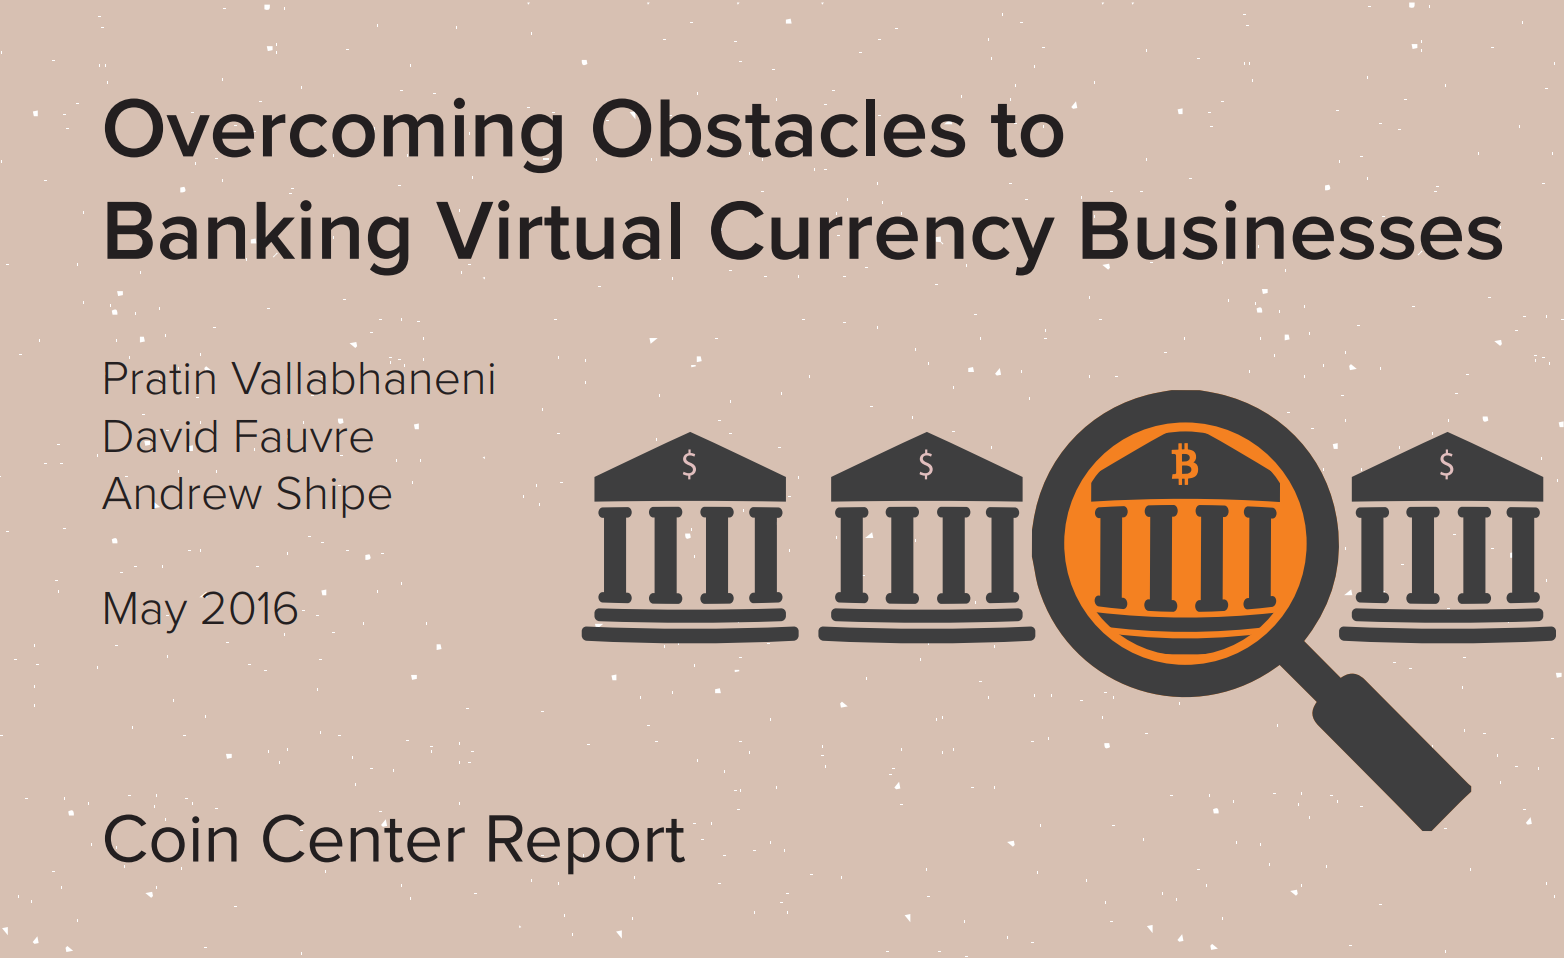 Overcoming Obstacles to
Banking Virtual Currency Businesses
Pratin Vallabhaneni
David Fauvre
Andrew Shipe
May 2016
$ $ ₿ $
Coin Center Report